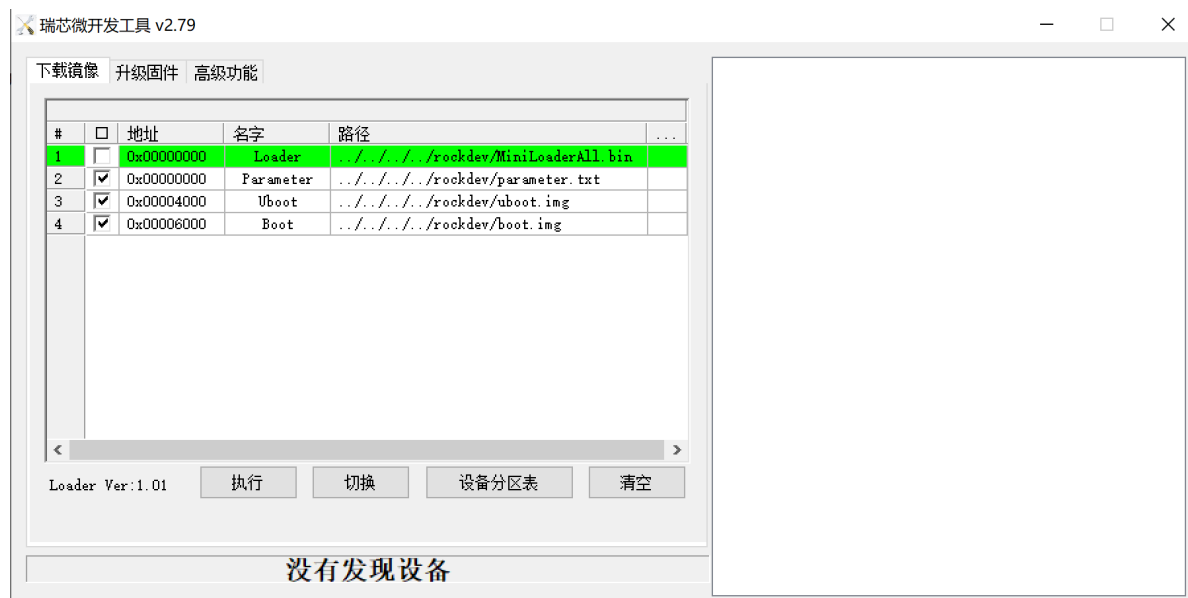 瑞芯微开发工具 v2.79
下载镜像 升级固件 高级功能
# 地址 名字 路径 ...
1 0x00000000 Loader ../../../../rockdev/MiniLoaderAll.bin
2 0x00000000 Parameter ../../../../rockdev/parameter.txt
3 0x00004000 Uboot ../../../../rockdev/uboot.img
4 0x00006000 Boot ../../../../rockdev/boot.img
Loader Ver:1.01 执行 切换 设备分区表 清空
没有发现设备